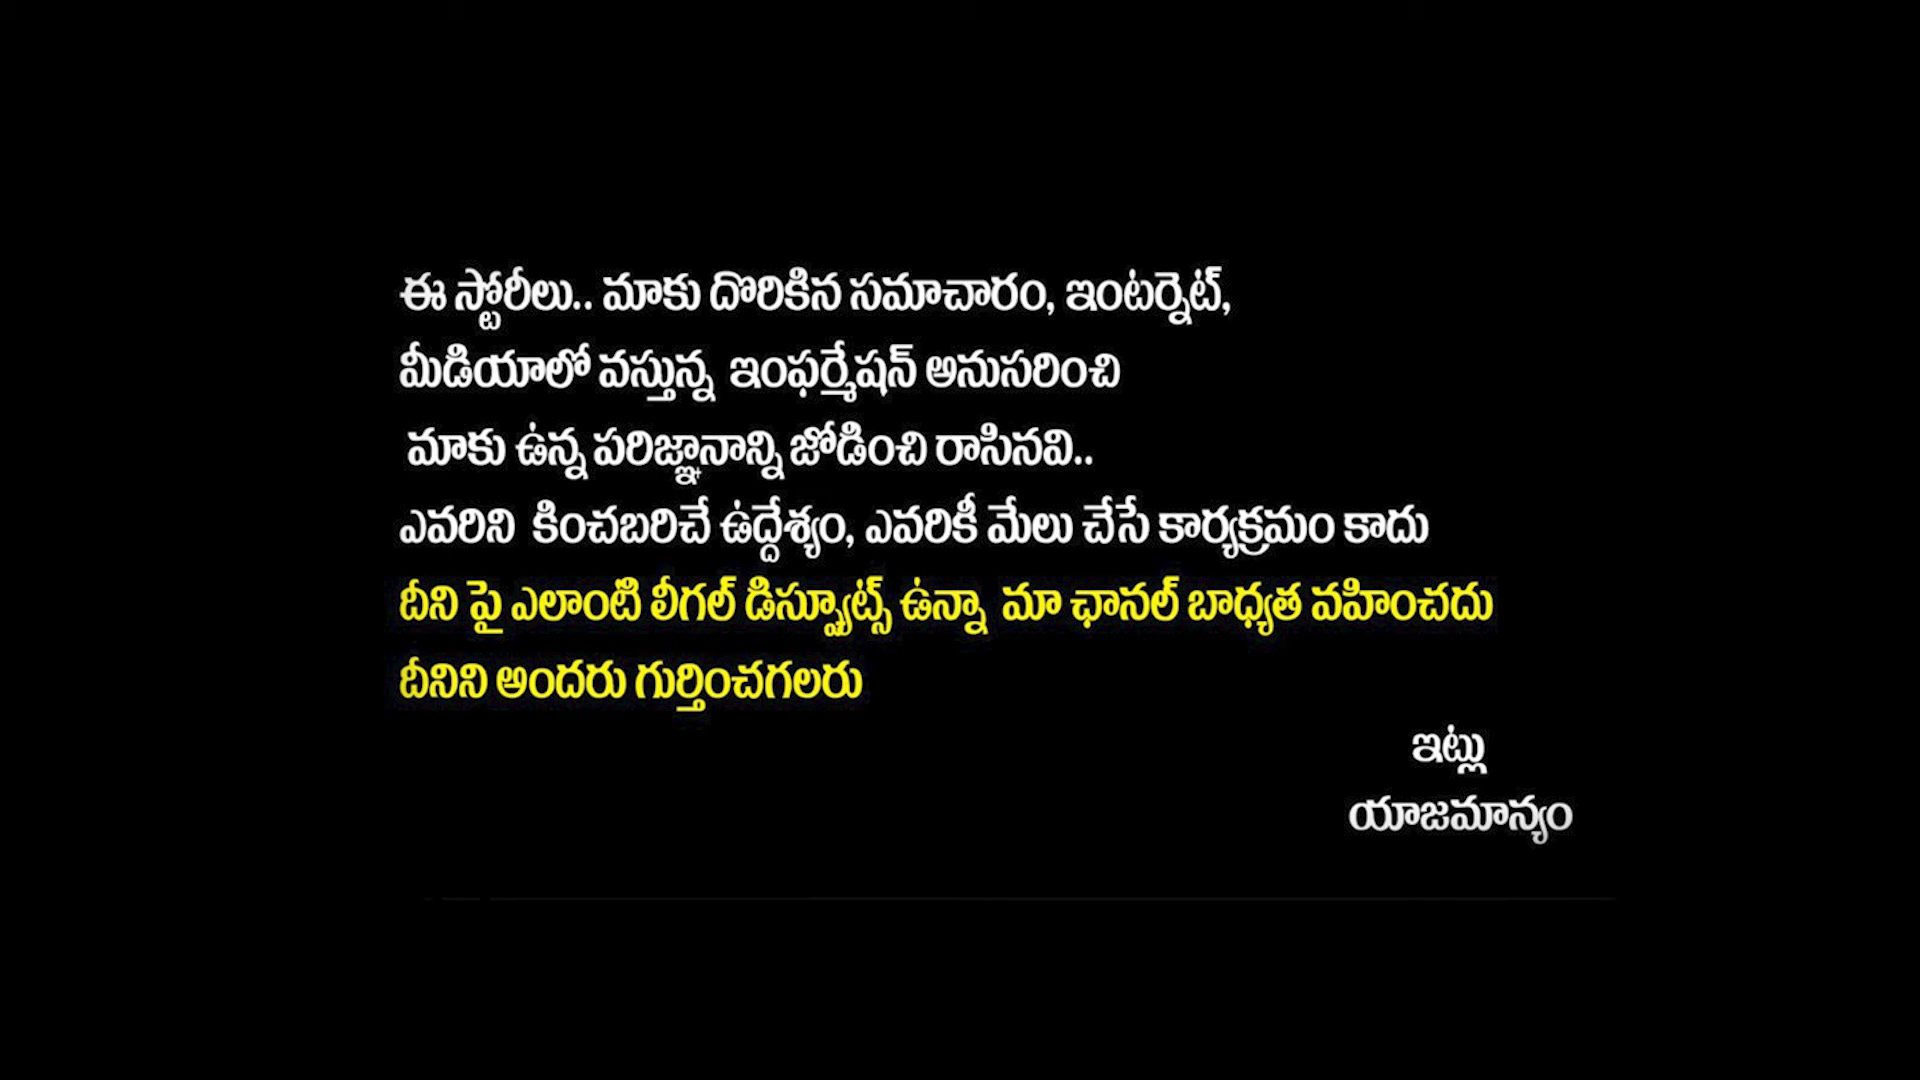 ఈ స్టోరీలు.. మాకు దొరికిన సమాచారం, ఇంటర్నెట్,
మీడియాలో వస్తున్న ఇంఫర్మేషన్ అనుసరించి
మాకు ఉన్న పరిజ్ఞానాన్ని జోడించి రాసినవి..
ఎవరిని కించబరిచే ఉద్దేశ్యం, ఎవరికీ మేలు చేసే కార్యక్రమం కాదు
దీని పై ఎలాంటి లీగల్ డిస్ప్యూట్స్ ఉన్నా మా ఛానల్ బాధ్యత వహించదు
దీనిని అందరు గుర్తించగలరు
ఇట్లు
యాజమాన్యం